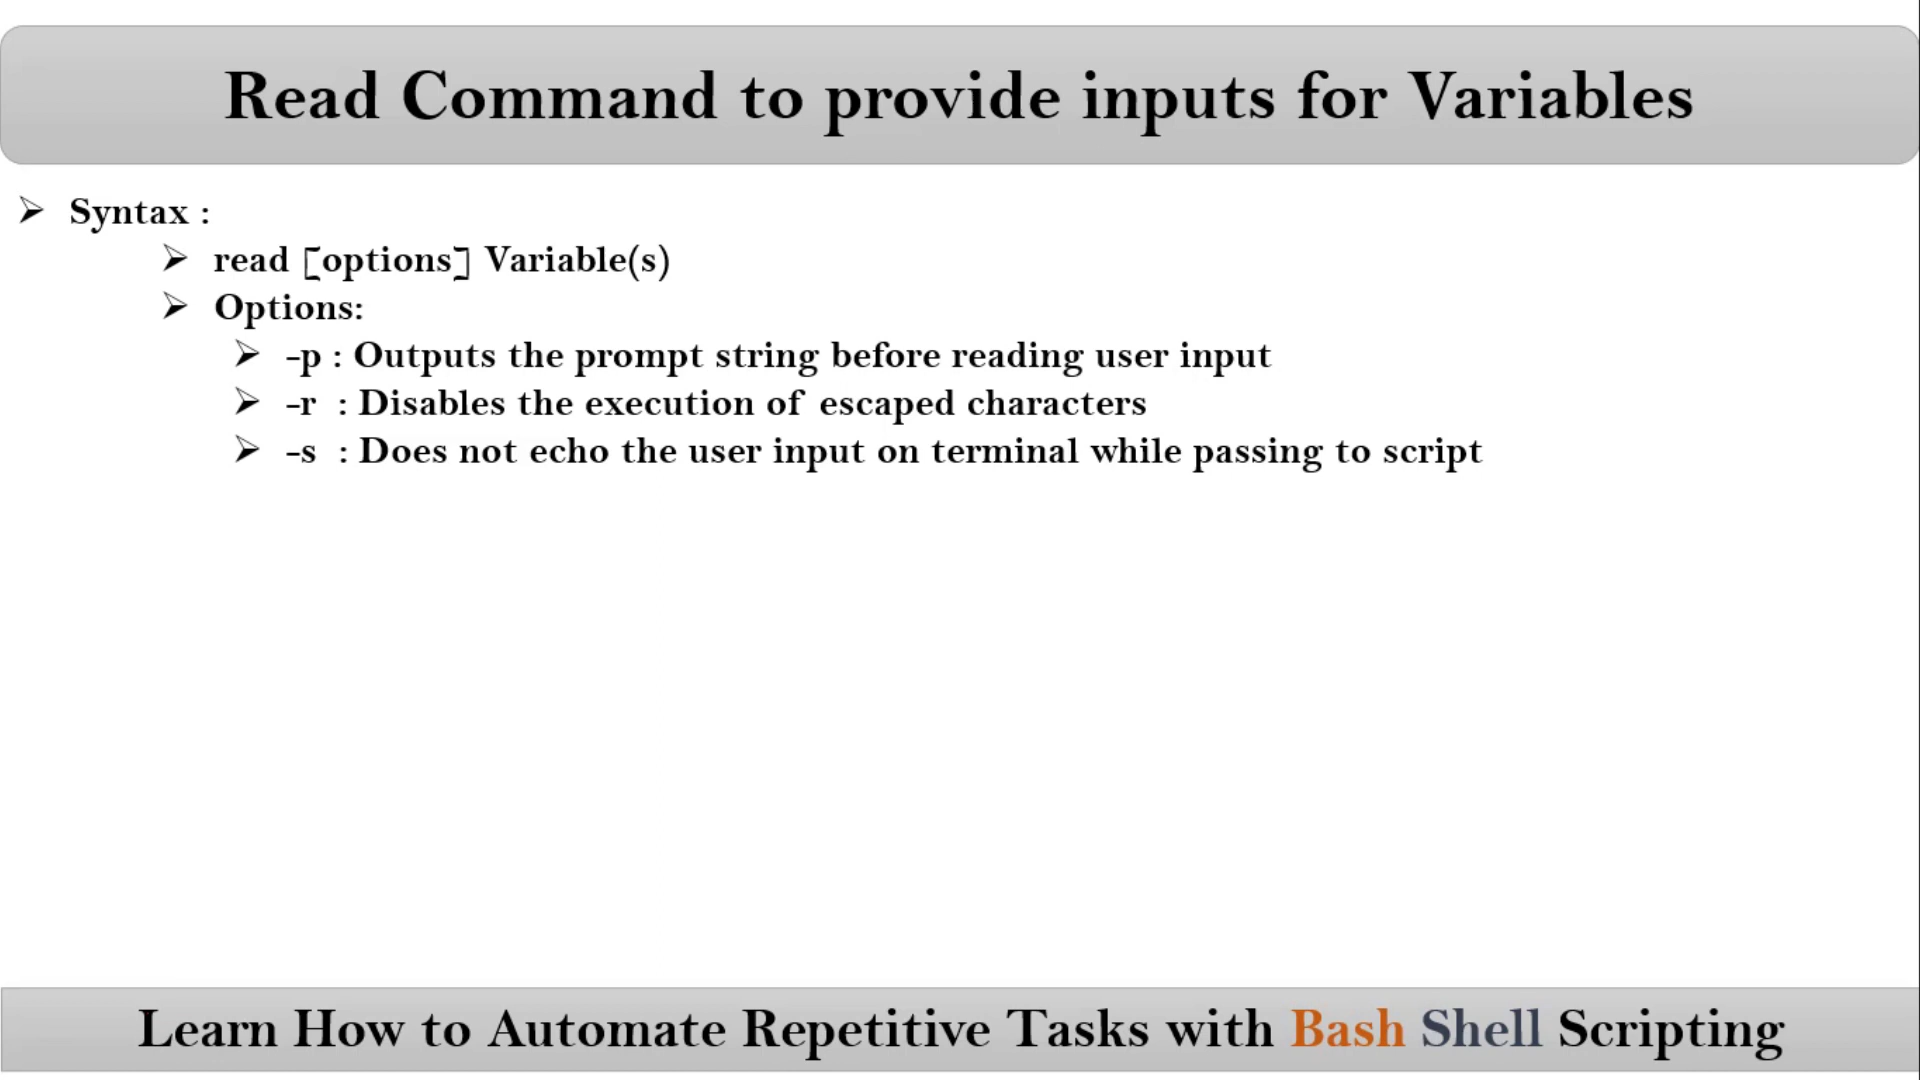 Read Command to provide inputs for Variables
➢ Syntax :
➢ read [options] Variable(s)
➢ Options:
➢ -p : Outputs the prompt string before reading user input
➢ -r : Disables the execution of escaped characters
➢ -s : Does not echo the user input on terminal while passing to script
Learn How to Automate Repetitive Tasks with Bash Shell Scripting